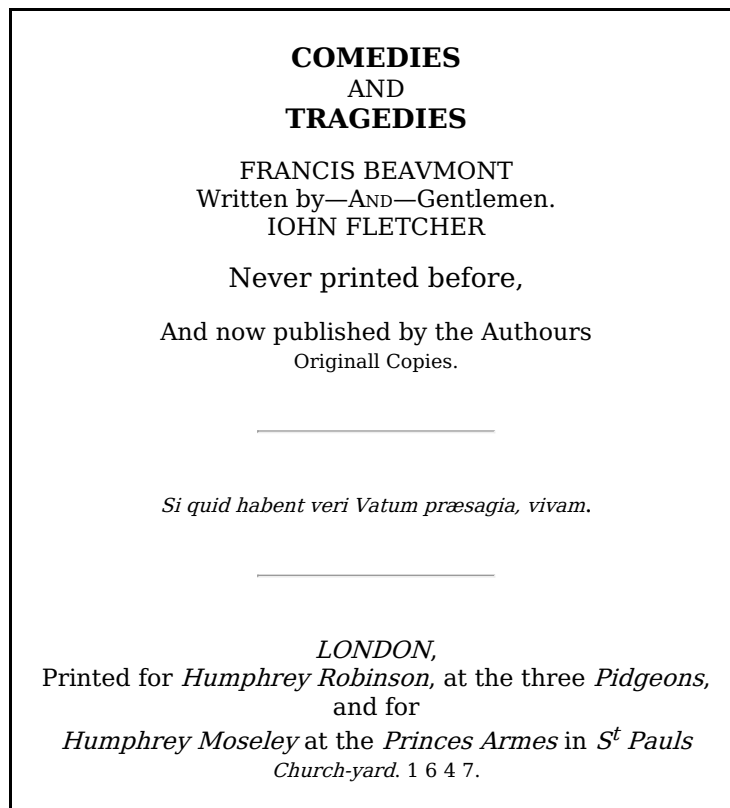 COMEDIES
AND
TRAGEDIES
FRANCIS BEAVMONT
Written by—AND—Gentlemen.
IOHN FLETCHER
Never printed before,
And now published by the Authours
Originall Copies.
Si quid habent veri Vatum præsagia, vivam.
LONDON,
Printed for Humphrey Robinson, at the three Pidgeons,
and for
Humphrey Moseley at the Princes Armes in St Pauls
Church-yard. 1 6 4 7.